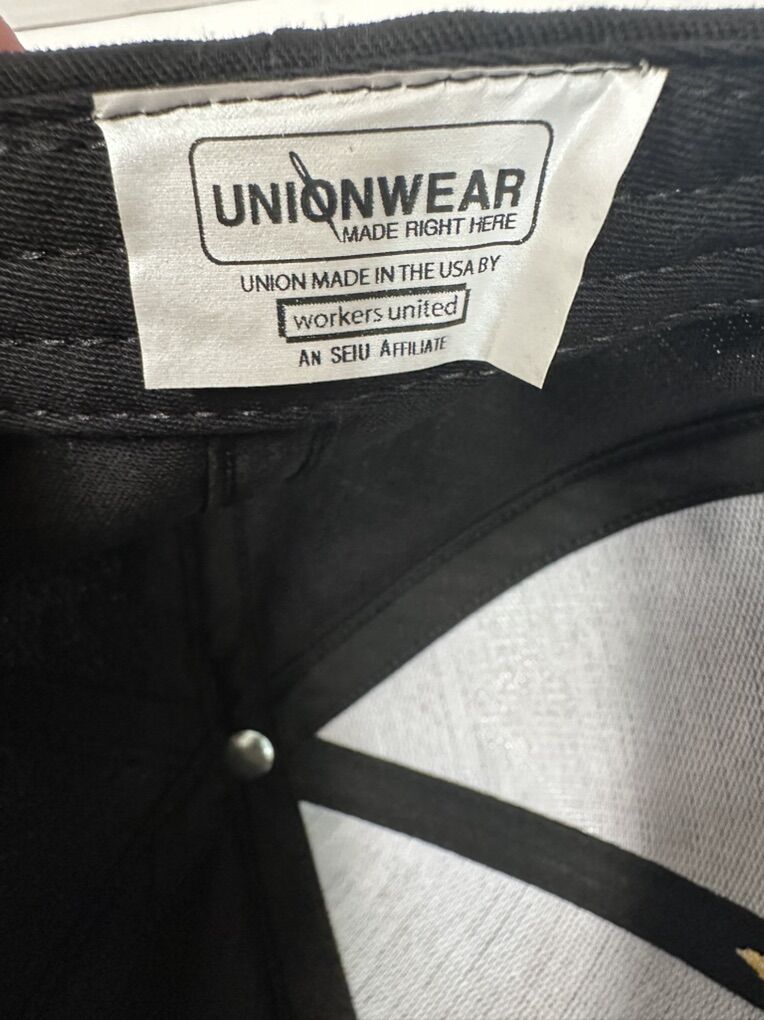 UNIONWEAR
MADE RIGHT HERE
UNION MADE IN THE USA BY
workers united
AN SEIU AFFILIATE